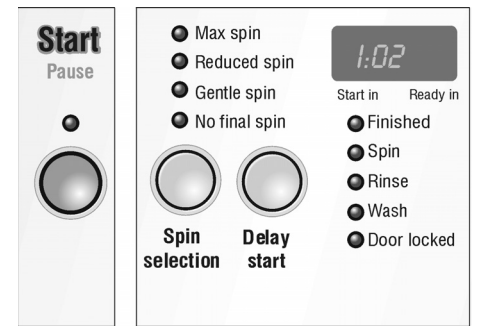 Start
Pause
Max spin
Reduced spin
Gentle spin
No final spin
Spin
selection
Delay
start
1:02
Start in
Ready in
Finished
Spin
Rinse
Wash
Door locked